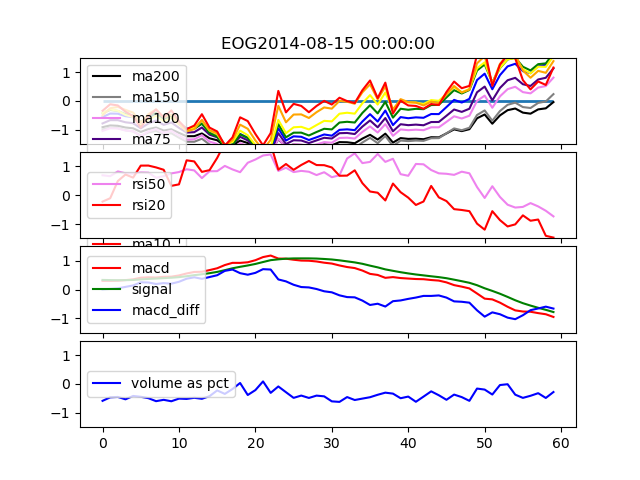 EOG2014-08-15 00:00:00
1
0
−1
ma200
ma150
ma100
ma75
1
0
−1
rsi50
rsi20
ma10
1
0
−1
macd
signal
macd_diff
1
0
−1
volume as pct
0 10 20 30 40 50 60